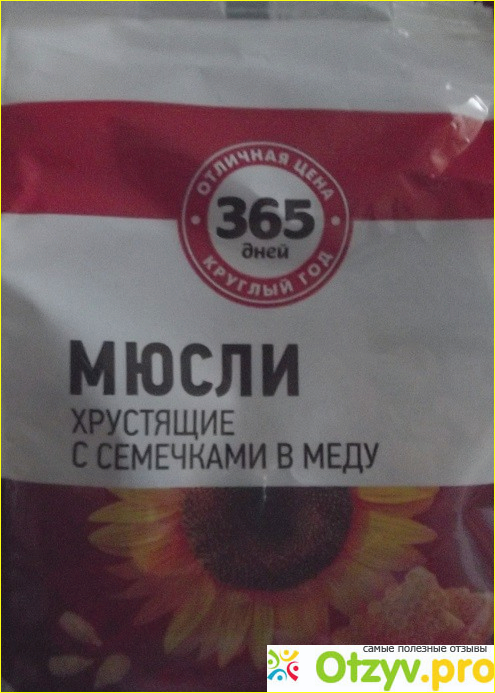 ОТЛИЧНАЯ ЦЕНА
365
дней
КРУГЛЫЙ ГОД
МЮСЛИ
ХРУСТЯЩИЕ
С СЕМЕЧКАМИ В МЕДУ
самые полезные отзывы
Otzyv.pro